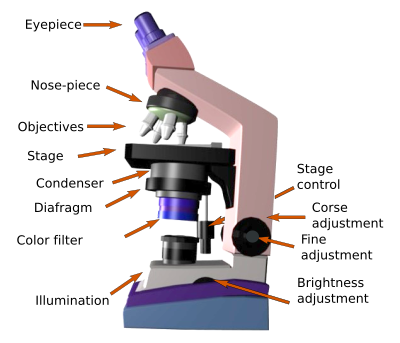 Eyepiece
Nose-piece
Objectives
Stage
Condenser
Diafragm
Color filter
Illumination
Stage
control
Corse
adjustment
Fine
adjustment
Brightness
adjustment